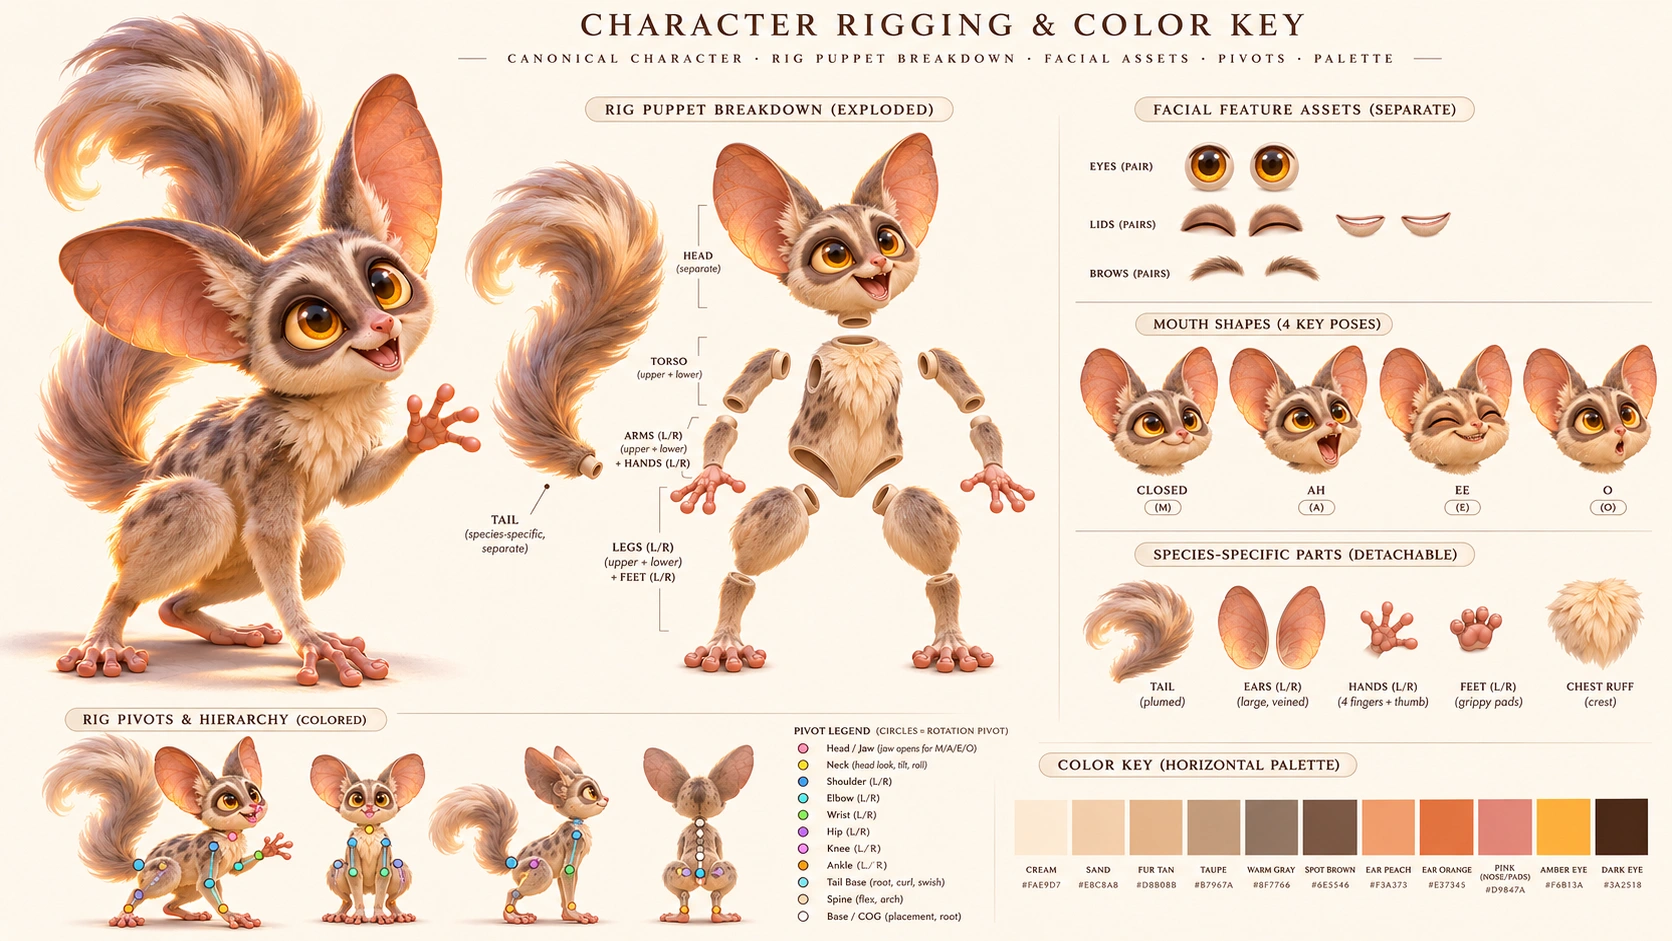 CHARACTER RIGGING & COLOR KEY
CANONICAL CHARACTER · RIG PUPPET BREAKDOWN · FACIAL ASSETS · PIVOTS · PALETTE
RIG PUPPET BREAKDOWN (EXPLODED)
HEAD
(separate)
TORSO
(upper + lower)
ARMS (L/R)
(upper + lower)
+ HANDS (L/R)
TAIL
(species-specific,
separate)
LEGS (L/R)
(upper + lower)
+ FEET (L/R)
FACIAL FEATURE ASSETS (SEPARATE)
EYES (PAIR)
LIDS (PAIRS)
BROWS (PAIRS)
MOUTH SHAPES (4 KEY POSES)
CLOSED
(M)
AH
(A)
EE
(E)
O
(O)
SPECIES-SPECIFIC PARTS (DETACHABLE)
TAIL
(plumed)
EARS (L/R)
(large, veined)
HANDS (L/R)
(4 fingers + thumb)
FEET (L/R)
(grippy pads)
CHEST RUFF
(crest)
RIG PIVOTS & HIERARCHY (COLORED)
PIVOT LEGEND (CIRCLES = ROTATION PIVOT)
Head / Jaw (jaw opens for M/A/E/O)
Neck (head look, tilt, roll)
Shoulder (L/R)
Elbow (L/R)
Wrist (L/R)
Hip (L/R)
Knee (L/R)
Ankle (L/R)
Tail Base (root, curl, swish)
Spine (flex, arch)
Base / COG (placement, root)
COLOR KEY (HORIZONTAL PALETTE)
CREAM
#FAE9D7
SAND
#E8C8A8
FUR TAN
#D8B08B
TAUPE
#B7967A
WARM GRAY
#8F7766
SPOT BROWN
#6E5546
EAR PEACH
#F3A373
EAR ORANGE
#E37345
PINK
(NOSE/PADS)
#D9847A
AMBER EYE
#F6B13A
DARK EYE
#3A2518